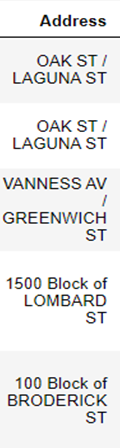 Address
OAK ST /
LAGUNA ST
OAK ST /
LAGUNA ST
VANNESS AV
/
GREENWICH
ST
1500 Block of
LOMBARD
ST
100 Block of
BRODERICK
ST